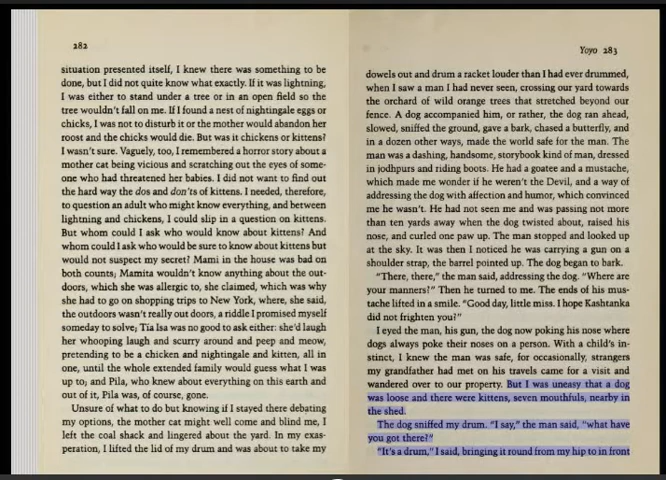 282
situation presented itself, I knew there was something to be
done, but I did not quite know what exactly. If it was lightning,
I was either to stand under a tree or in an open field so the
tree wouldn't fall on me. If I found a nest of nightingale eggs or
chicks, I was not to disturb it or the mother would abandon her
roost and the chicks would die. But was it chickens or kittens?
I wasn't sure. Vaguely, too, I remembered a horror story about a
mother cat being vicious and scratching out the eyes of some-
one who had threatened her babies. I did not want to find out
the hard way the dos and don'ts of kittens. I needed, therefore,
to question an adult who might know everything, and between
lightning and chickens, I could slip in a question on kittens.
But whom could I ask who would know about kittens? And
whom could I ask who would be sure to know about kittens but
would not suspect my secret? Mami in the house was bad on
both counts; Mamita wouldn't know anything about the out-
doors, which she was allergic to, she claimed, which was why
she had to go on shopping trips to New York, where, she said,
the outdoors wasn't really out doors, a riddle I promised myself
someday to solve; Tía Isa was no good to ask either: she'd laugh
her whooping laugh and scurry around and peep and meow,
pretending to be a chicken and nightingale and kitten, all in
one, until the whole extended family would guess what I was
up to; and Pila, who knew about everything on this earth and
out of it, Pila was, of course, gone.
Unsure of what to do but knowing if I stayed there debating
my options, the mother cat might well come and blind me, I
left the coal shack and lingered about the yard. In my exas-
peration, I lifted the lid of my drum and was about to take my
Yoyo 283
dowels out and drum a racket louder than I had ever drummed,
when I saw a man I had never seen, crossing our yard towards
the orchard of wild orange trees that stretched beyond our
fence. A dog accompanied him, or rather, the dog ran ahead,
slowed, sniffed the ground, gave a bark, chased a butterfly, and
in a dozen other ways, made the world safe for the man. The
man was a dashing, handsome, storybook kind of man, dressed
in jodhpurs and riding boots. He had a goatee and a mustache,
which made me wonder if he weren't the Devil, and a way of
addressing the dog with affection and humor, which convinced
me he wasn't. He had not seen me and was passing not more
than ten yards away when the dog twisted about, raised his
nose, and curled one paw up. The man stopped and looked up
at the sky. It was then I noticed he was carrying a gun on a
shoulder strap, the barrel pointed up. The dog began to bark.
"There, there," the man said, addressing the dog. "Where are
your manners?" Then he turned to me. The ends of his mus-
tache lifted in a smile. "Good day, little miss. I hope Kashtanka
did not frighten you?"
I eyed the man, his gun, the dog now poking his nose where
dogs always poke their noses on a person. With a child's in-
stinct, I knew the man was safe, for occasionally, strangers
my grandfather had met on his travels came for a visit and
wandered over to our property. But I was uneasy that a dog
was loose and there were kittens, seven mouthfuls, nearby in
the shed.
The dog sniffed my drum. "I say," the man said, "what have
you got there?"
"It's a drum," I said, bringing it round from my hip to in front